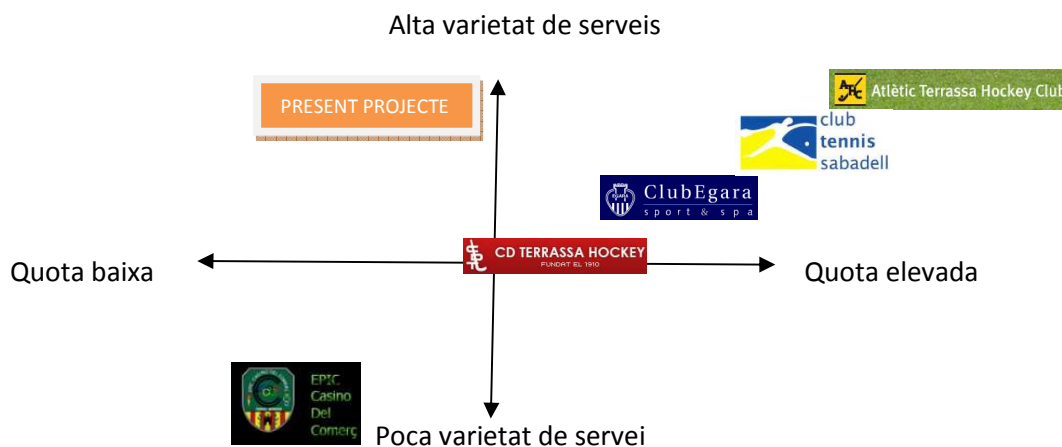 Alta varietat de serveis
PRESENT PROJECTE
Atlètic Terrassa Hockey Club
club
tennis
sabadell
EGARA
ClubEgara
sport & spa
CD TERRASSA HOCKEY
FUNDAT EL 1910
Quota baixa
Quota elevada
EPIC
Casino
Del
Comerç
Poca varietat de servei